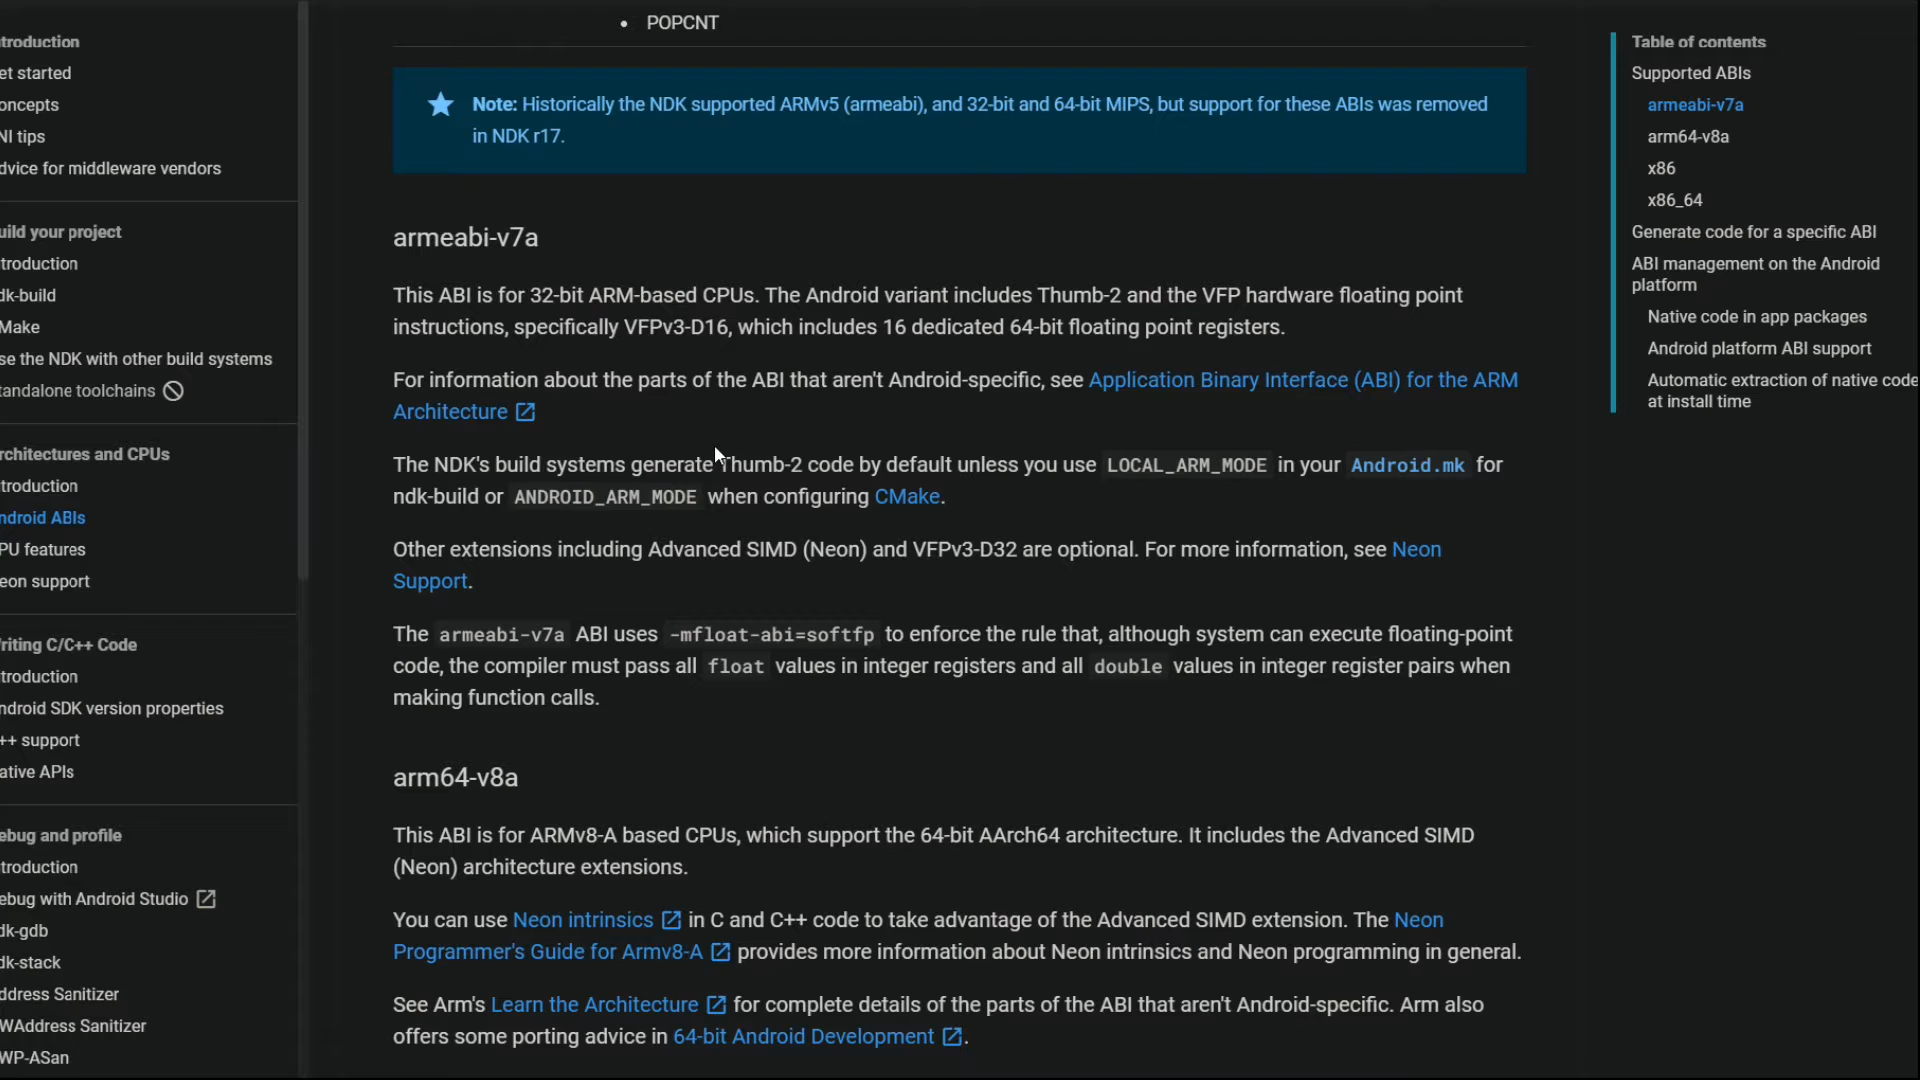 troduction
et started
oncepts
NI tips
dvice for middleware vendors
uild your project
troduction
dk-build
Make
se the NDK with other build systems
tandalone toolchains
rchitectures and CPUs
troduction
ndroid ABIs
PU features
eon support
riting C/C++ Code
troduction
ndroid SDK version properties
++ support
ative APIs
ebug and profile
troduction
ebug with Android Studio
dk-gdb
dk-stack
ddress Sanitizer
WAddress Sanitizer
WP-ASan
• POPCNT
Note: Historically the NDK supported ARMv5 (armeabi), and 32-bit and 64-bit MIPS, but support for these ABIs was removed
in NDK r17.
armeabi-v7a
This ABI is for 32-bit ARM-based CPUs. The Android variant includes Thumb-2 and the VFP hardware floating point
instructions, specifically VFPv3-D16, which includes 16 dedicated 64-bit floating point registers.
For information about the parts of the ABI that aren't Android-specific, see Application Binary Interface (ABI) for the ARM
Architecture
The NDK's build systems generate Thumb-2 code by default unless you use LOCAL_ARM_MODE in your Android.mk for
ndk-build or ANDROID_ARM_MODE when configuring CMake.
Other extensions including Advanced SIMD (Neon) and VFPv3-D32 are optional. For more information, see Neon
Support.
The armeabi-v7a ABI uses -mfloat-abi=softfp to enforce the rule that, although system can execute floating-point
code, the compiler must pass all float values in integer registers and all double values in integer register pairs when
making function calls.
arm64-v8a
This ABI is for ARMv8-A based CPUs, which support the 64-bit AArch64 architecture. It includes the Advanced SIMD
(Neon) architecture extensions.
You can use Neon intrinsics in C and C++ code to take advantage of the Advanced SIMD extension. The Neon
Programmer's Guide for Armv8-A provides more information about Neon intrinsics and Neon programming in general.
See Arm's Learn the Architecture for complete details of the parts of the ABI that aren't Android-specific. Arm also
offers some porting advice in 64-bit Android Development.
Table of contents
Supported ABIs
armeabi-v7a
arm64-v8a
x86
x86_64
Generate code for a specific ABI
ABI management on the Android
platform
Native code in app packages
Android platform ABI support
Automatic extraction of native code
at install time